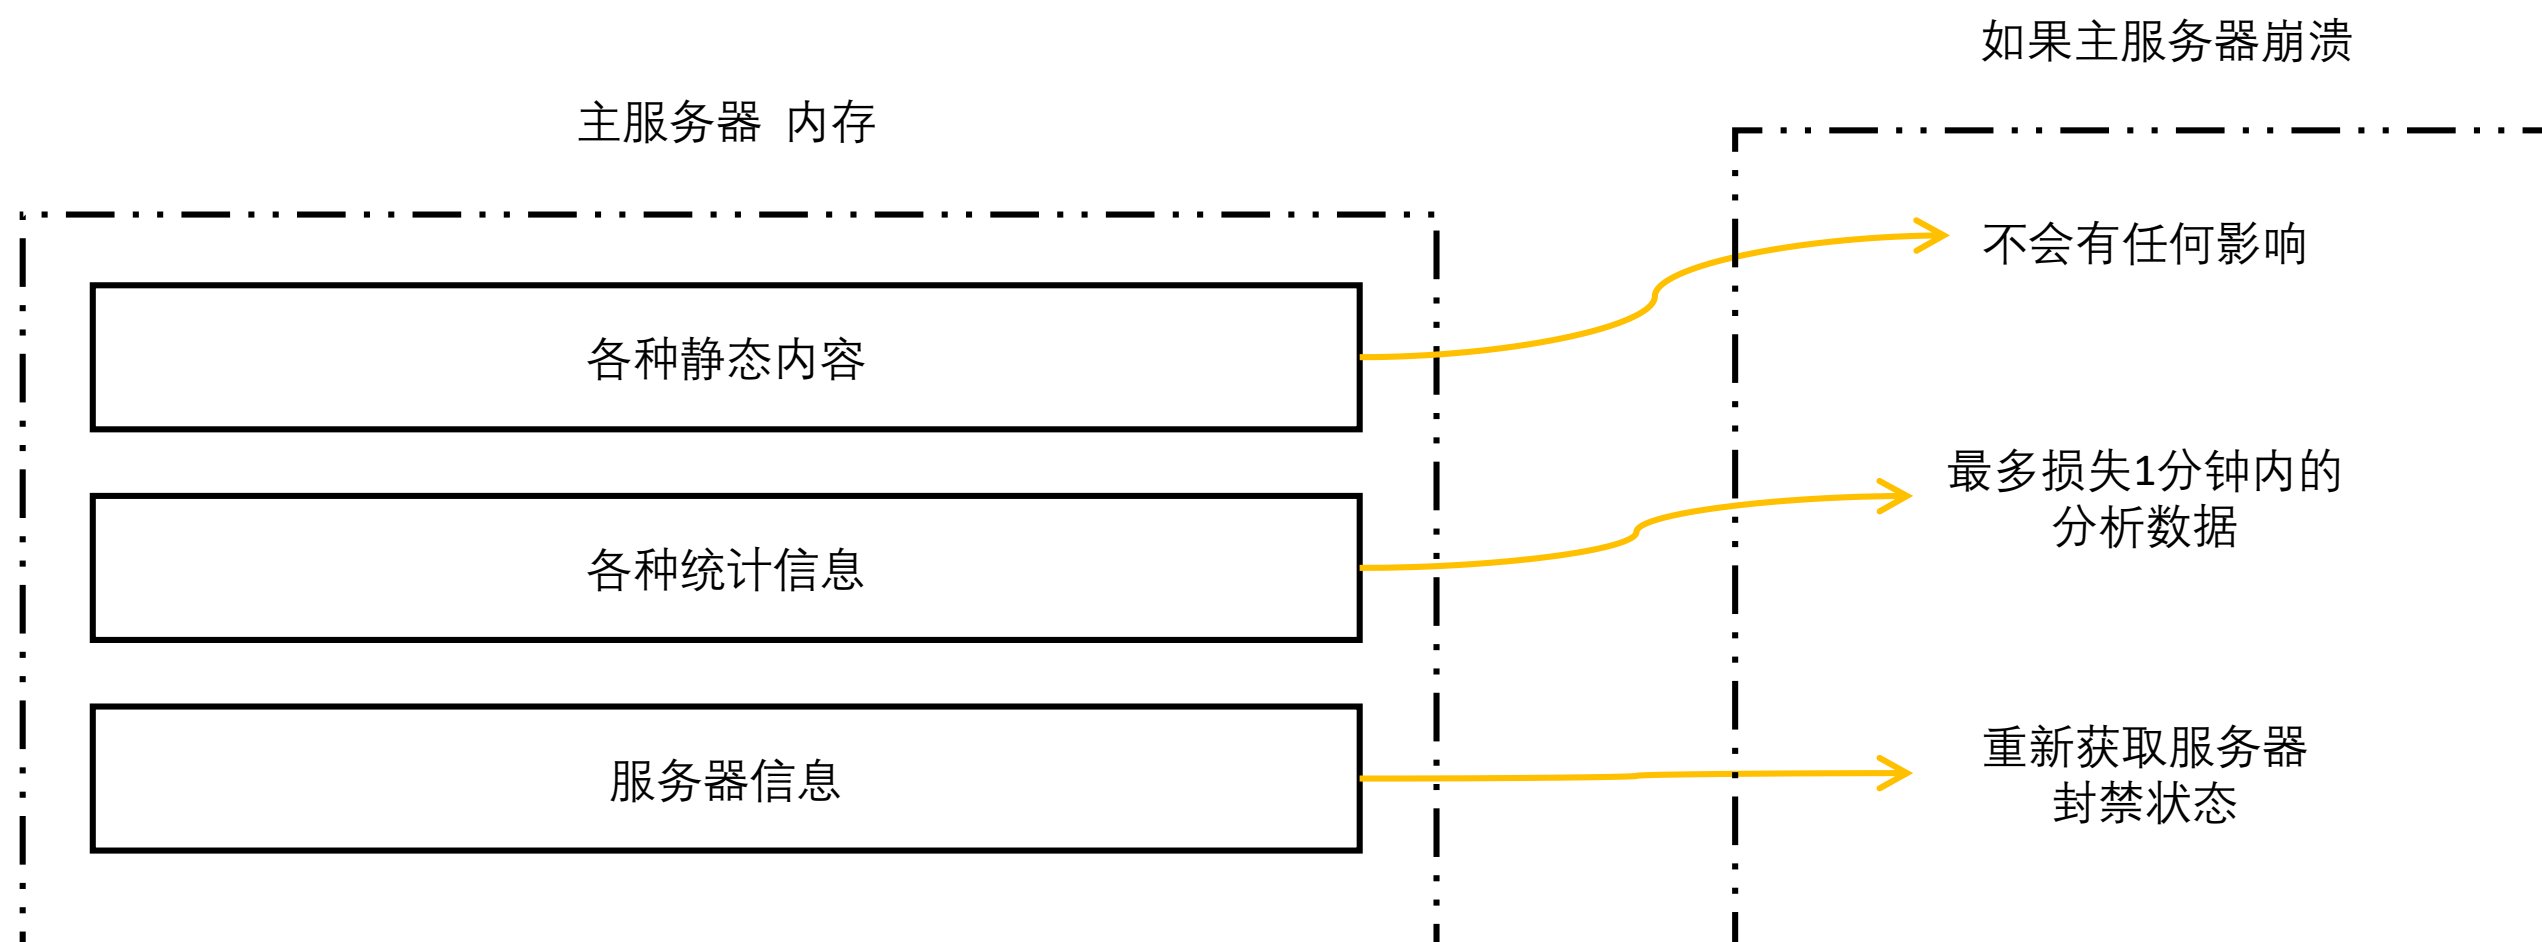 如果主服务器崩溃
主服务器 内存
不会有任何影响
各种静态内容
最多损失1分钟内的
分析数据
各种统计信息
重新获取服务器
封禁状态
服务器信息